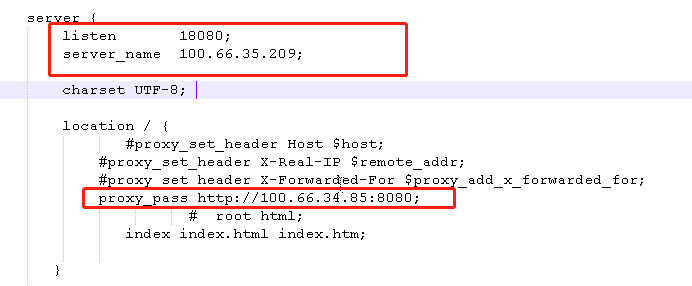 server {
listen 18080;
server_name 100.66.35.209;
charset UTF-8;
location / {
#proxy_set_header Host $host;
#proxy_set_header X-Real-IP $remote_addr;
#proxy_set_header X-Forwarded-For $proxy_add_x_forwarded_for;
proxy_pass http://100.66.34.85:8080;
# root html;
index index.html index.htm;
}